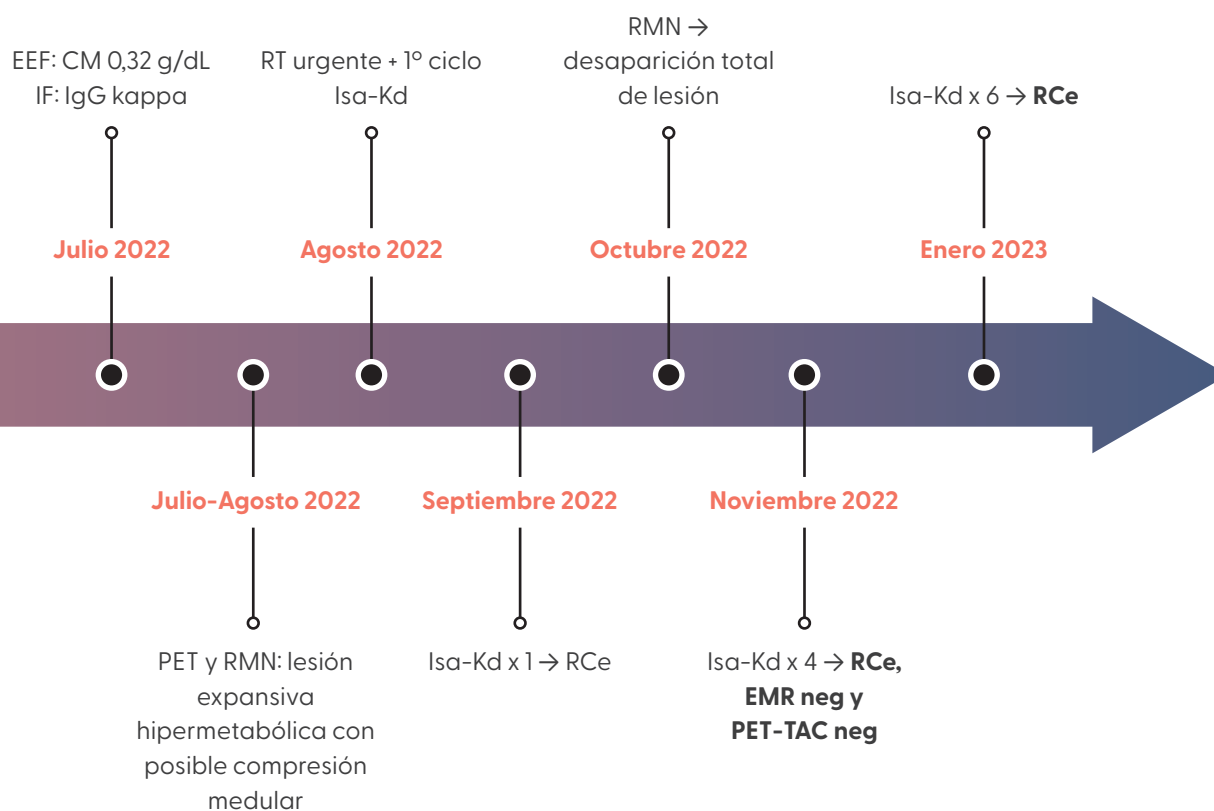 EEF: CM 0,32 g/dL
IF: IgG kappa
Julio 2022
RT urgente + 1º ciclo
Isa-Kd
Agosto 2022
RMN →
desaparición total
de lesión
Octubre 2022
Isa-Kd x 6 → RCe
Enero 2023
Julio-Agosto 2022
PET y RMN: lesión
expansiva
hipermetabólica con
posible compresión
medular
Septiembre 2022
Isa-Kd x 1 → RCe
Noviembre 2022
Isa-Kd x 4 → RCe,
EMR neg y
PET-TAC neg